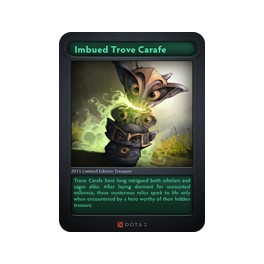 Imbued Trove Carafe
2015 Limited Edition Treasure
Trove Carafe have long intrigued both scholars and
sages alike. After laying dormant for uncounted
millennia, these mysterious relics spark to life only
when encountered by a hero worthy of their hidden
treasure.
DOTA 2